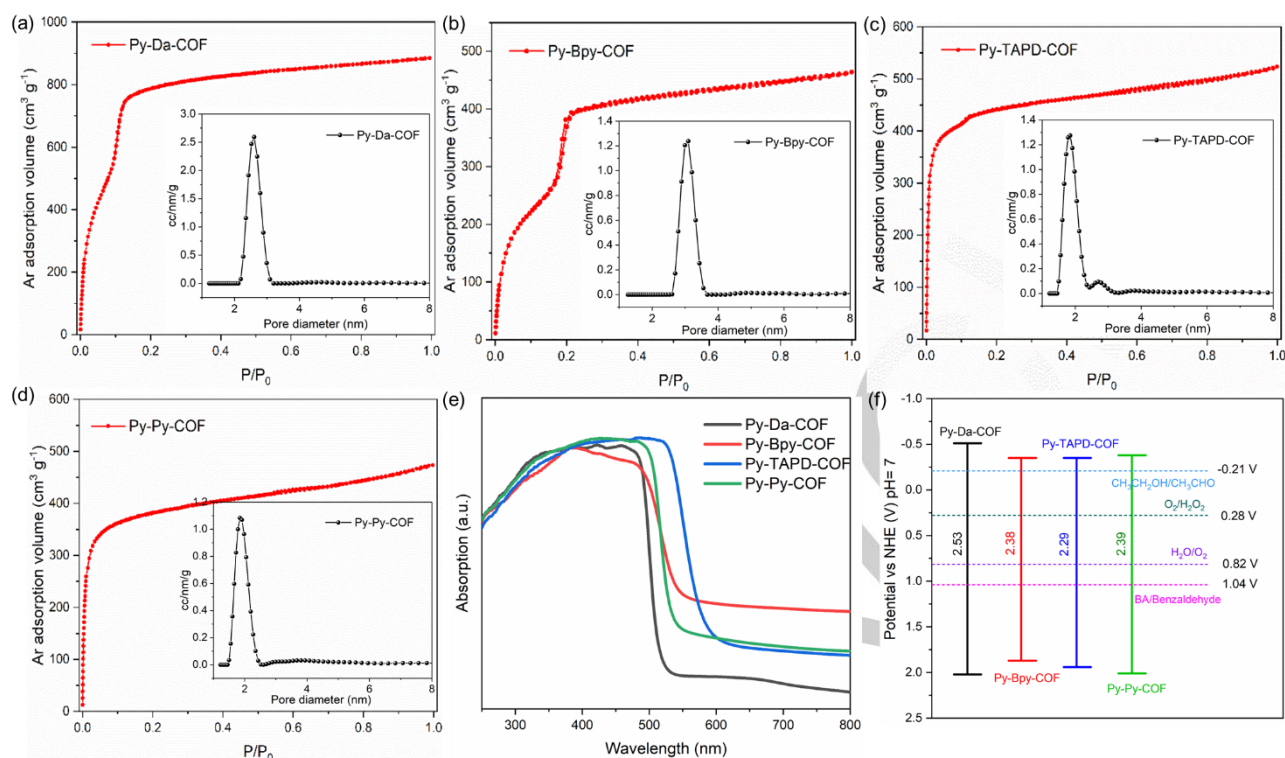 (a)
Py-Da-COF
Ar adsorption volume (cm³ g⁻¹)
1000
800
600
400
200
0
0.0 0.2 0.4 0.6 0.8 1.0
P/P₀
Py-Da-COF
cc/nm/g
3.0
2.5
2.0
1.5
1.0
0.5
0.0
2 4 6 8
Pore diameter (nm)
(b)
Py-Bpy-COF
Ar adsorption volume (cm³ g⁻¹)
500
400
300
200
100
0
0.0 0.2 0.4 0.6 0.8 1.0
P/P₀
Py-Bpy-COF
cc/nm/g
1.4
1.2
1.0
0.8
0.6
0.4
0.2
0.0
2 4 6 8
Pore diameter (nm)
(c)
Py-TAPD-COF
Ar adsorption volume (cm³ g⁻¹)
600
500
400
300
200
100
0
0.0 0.2 0.4 0.6 0.8 1.0
P/P₀
Py-TAPD-COF
cc/nm/g
1.4
1.2
1.0
0.8
0.6
0.4
0.2
0.0
2 4 6 8
Pore diameter (nm)
(d)
Py-Py-COF
Ar adsorption volume (cm³ g⁻¹)
600
500
400
300
200
100
0
0.0 0.2 0.4 0.6 0.8 1.0
P/P₀
Py-Py-COF
cc/nm/g
1.2
1.0
0.8
0.6
0.4
0.2
0.0
2 4 6 8
Pore diameter (nm)
(e)
Py-Da-COF
Py-Bpy-COF
Py-TAPD-COF
Py-Py-COF
Absorption (a.u.)
300 400 500 600 700 800
Wavelength (nm)
(f)
Potential vs NHE (V) pH= 7
-1.0
-0.5
0.0
0.5
1.0
1.5
2.0
2.5
Py-Da-COF
Py-TAPD-COF
-0.21 V
CH₃CH₂OH/CH₃CHO
O₂/H₂O₂
0.28 V
2.53 2.38 2.29 2.39
H₂O/O₂
0.82 V
1.04 V
BA/Benzaldehyde
Py-Bpy-COF
Py-Py-COF